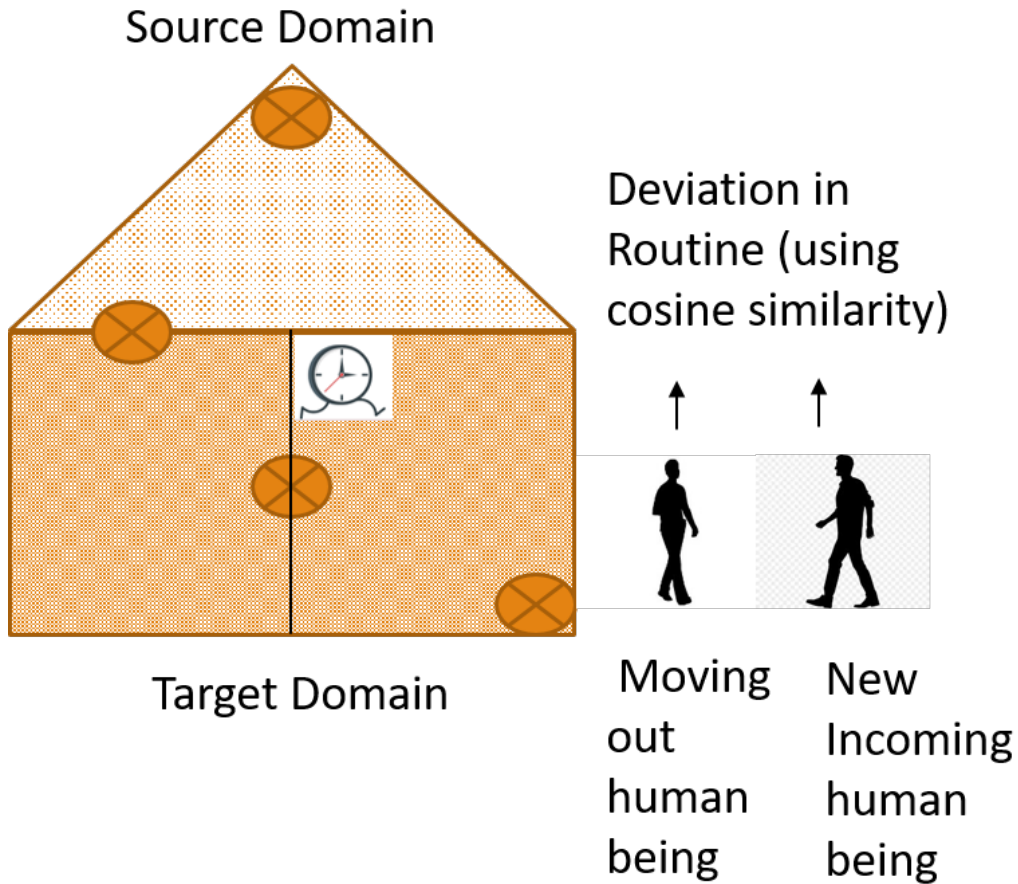 Source Domain
Deviation in
Routine (using
cosine similarity)
Target Domain
Moving
out
human
being
New
Incoming
human
being